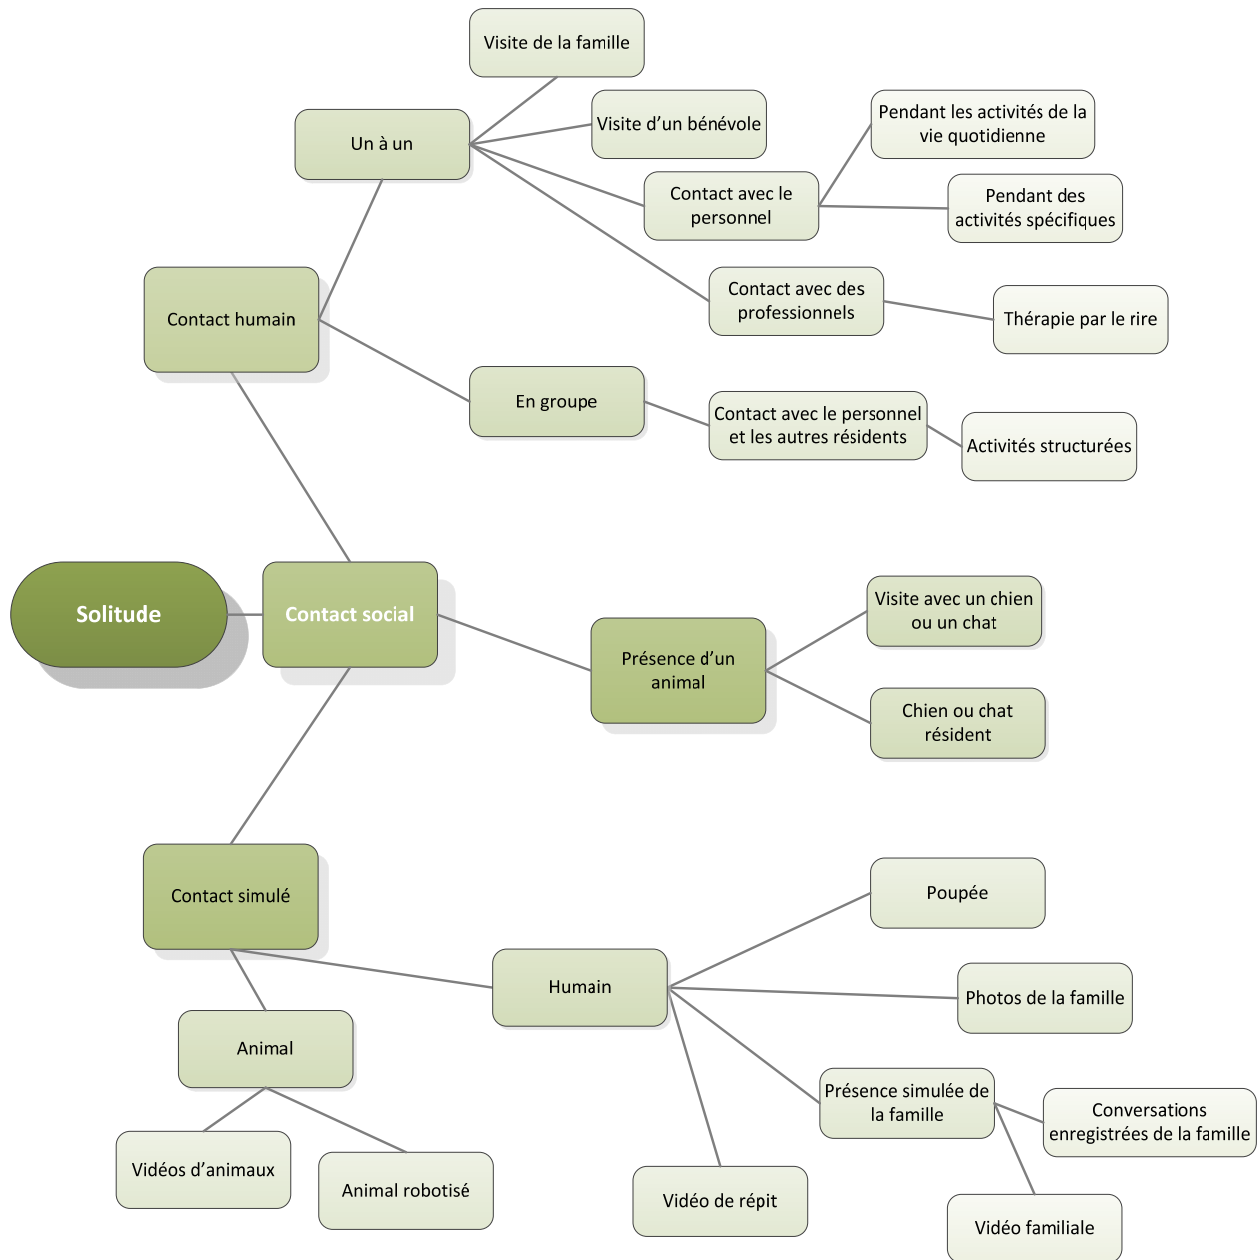 Visite de la famille
Visite d’un bénévole
Pendant les activités de la
vie quotidienne
Un à un
Contact avec le
personnel
Pendant des
activités spécifiques
Contact avec des
professionnels
Thérapie par le rire
Contact humain
En groupe
Contact avec le personnel
et les autres résidents
Activités structurées
Solitude
Contact social
Visite avec un chien
ou un chat
Présence d’un
animal
Chien ou chat
résident
Contact simulé
Poupée
Humain
Photos de la famille
Animal
Présence simulée de
la famille
Conversations
enregistrées de la famille
Vidéos d’animaux
Animal robotisé
Vidéo de répit
Vidéo familiale